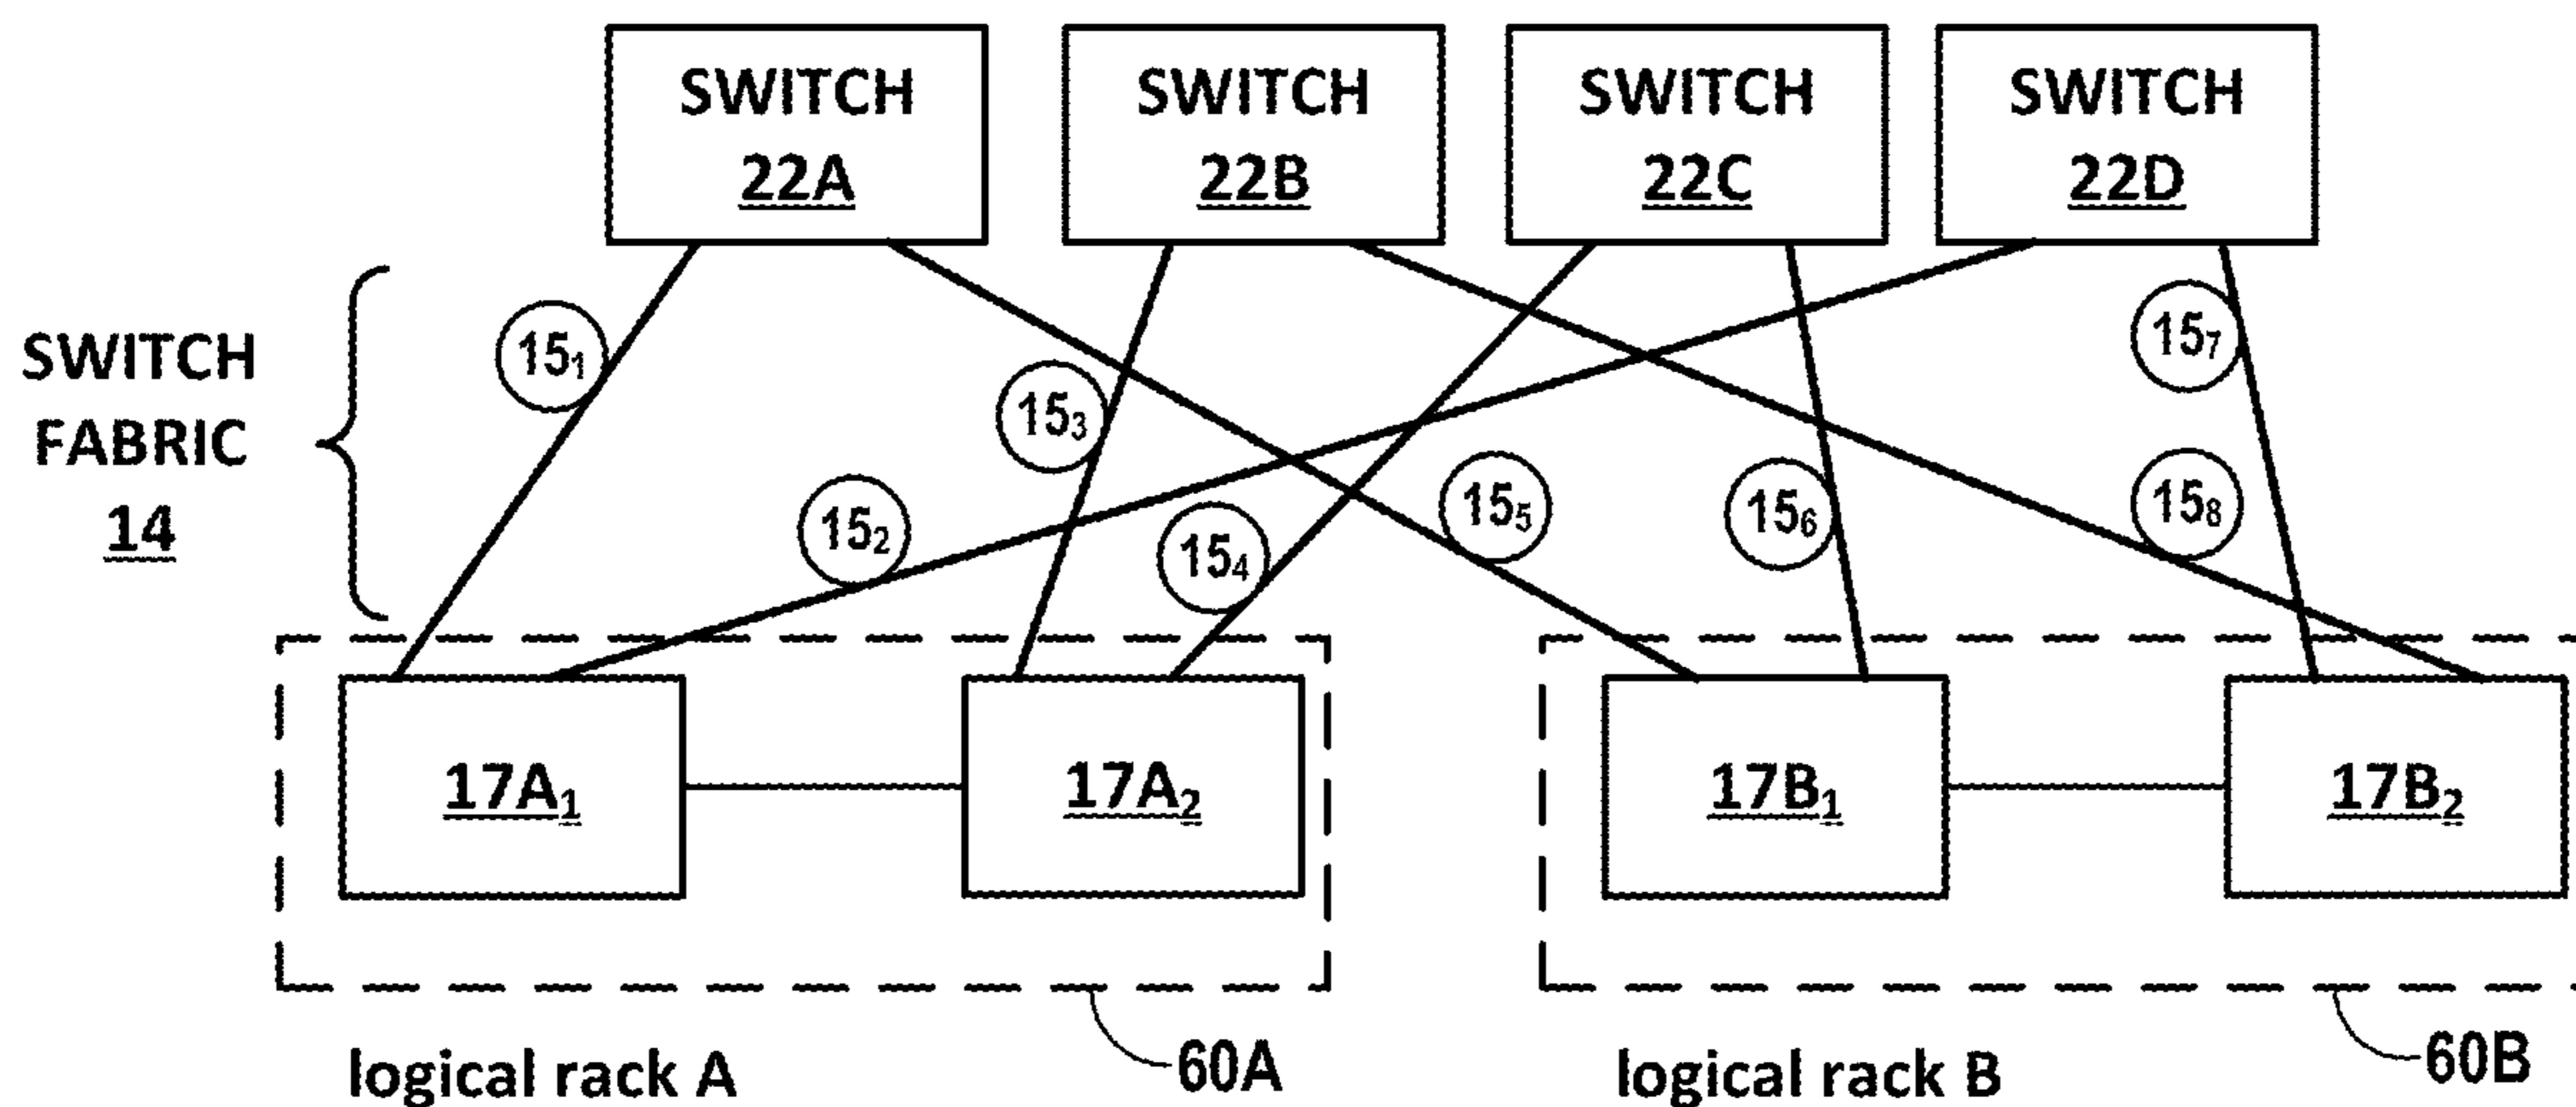 SWITCH
22A
SWITCH
22B
SWITCH
22C
SWITCH
22D
SWITCH
FABRIC
14
15₁
15₂
15₃
15₄
15₅
15₆
15₇
15₈
17A₁
17A₂
17B₁
17B₂
logical rack A
60A
logical rack B
60B